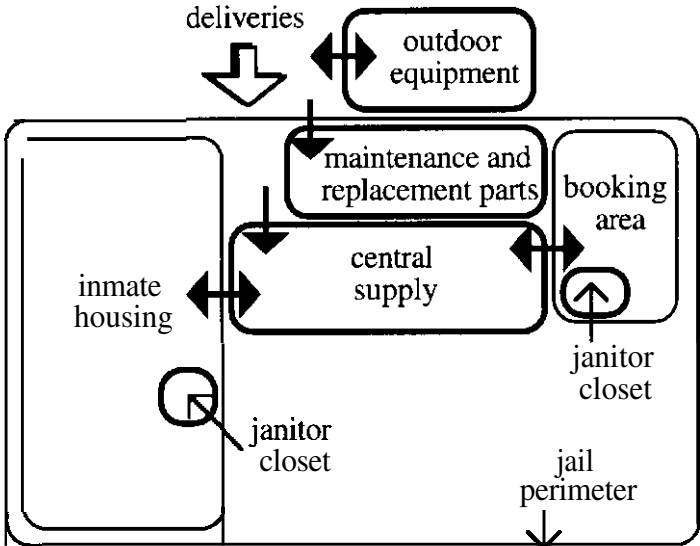 deliveries
outdoor
equipment
maintenance and
replacement parts
booking
area
central
supply
inmate
housing
janitor
closet
janitor
closet
jail
perimeter